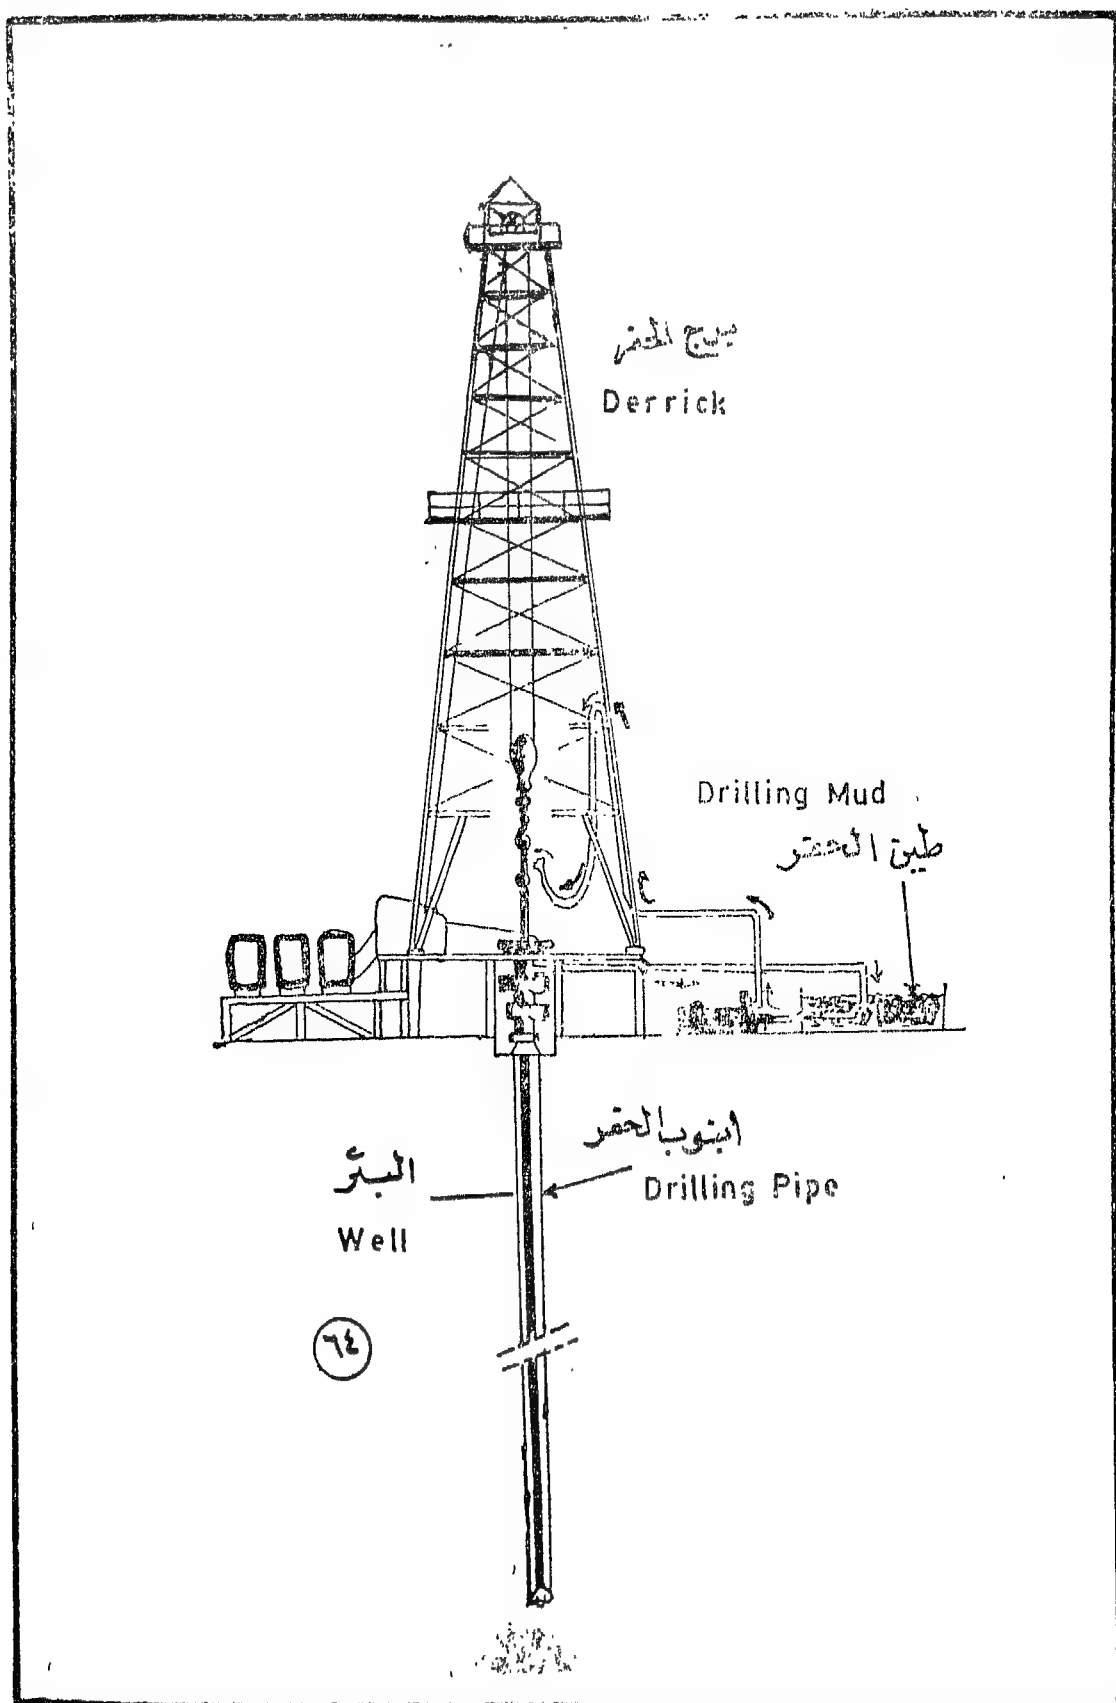 برج الحفر
Derrick
Drilling Mud
طين الحفر
انبوب الحفر
Drilling Pipe
البئر
Well
٦٤